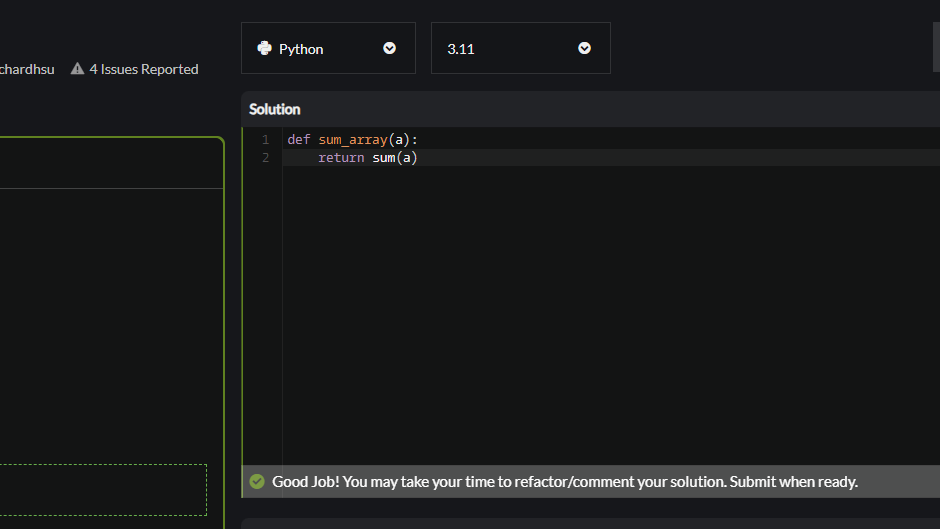 Python
3.11
chardhsu
4 Issues Reported
Solution
1 def sum_array(a):
2     return sum(a)
Good Job! You may take your time to refactor/comment your solution. Submit when ready.